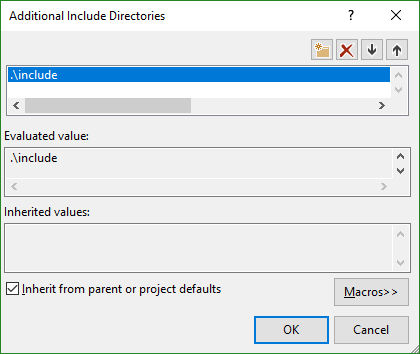 Additional Include Directories
.\include
Evaluated value:
.\include
Inherited values:
Inherit from parent or project defaults
Macros>>
OK
Cancel